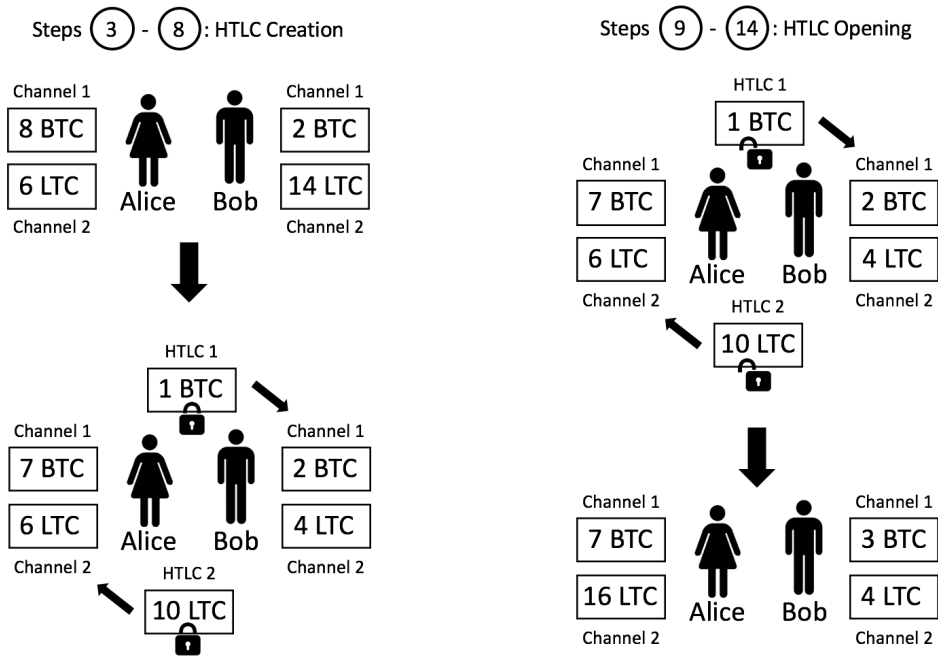 Steps 3 - 8 : HTLC Creation
Channel 1
8 BTC
6 LTC
Channel 2
Alice
Bob
Channel 1
2 BTC
14 LTC
Channel 2
HTLC 1
1 BTC
Channel 1
7 BTC
6 LTC
Channel 2
Alice
Bob
Channel 1
2 BTC
4 LTC
Channel 2
HTLC 2
10 LTC
Steps 9 - 14 : HTLC Opening
HTLC 1
1 BTC
Channel 1
7 BTC
6 LTC
Channel 2
Alice
Bob
Channel 1
2 BTC
4 LTC
Channel 2
HTLC 2
10 LTC
Channel 1
7 BTC
16 LTC
Channel 2
Alice
Bob
Channel 1
3 BTC
4 LTC
Channel 2